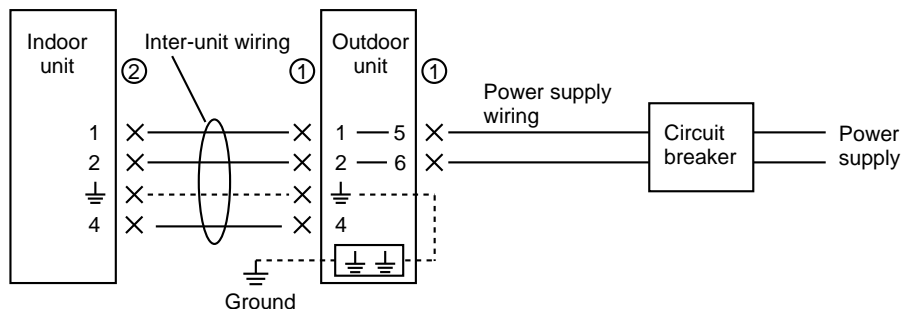 Indoor
unit
②
Inter-unit wiring
①
Outdoor
unit
①
Power supply
wiring
Circuit
breaker
Power
supply
1
2
4
1
5
2
6
4
Ground